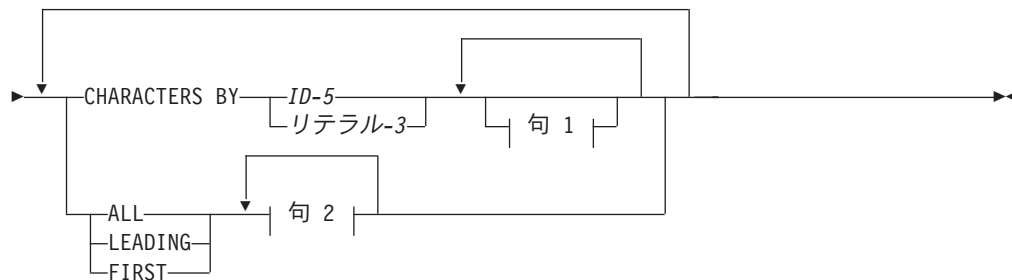 CHARACTERS BY ID-5 句 1
リテラル-3
ALL 句 2
LEADING
FIRST